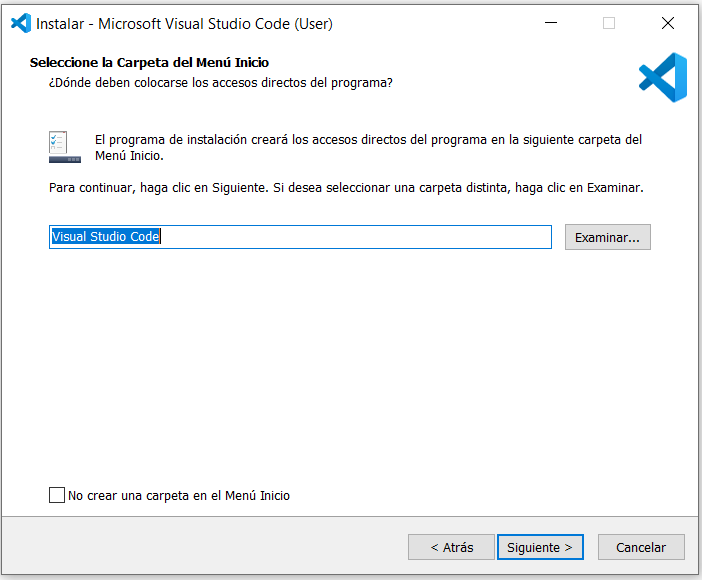 Instalar - Microsoft Visual Studio Code (User)
Seleccione la Carpeta del Menú Inicio
¿Dónde deben colocarse los accesos directos del programa?
El programa de instalación creará los accesos directos del programa en la siguiente carpeta del
Menú Inicio.
Para continuar, haga clic en Siguiente. Si desea seleccionar una carpeta distinta, haga clic en Examinar.
Visual Studio Code
Examinar...
No crear una carpeta en el Menú Inicio
< Atrás
Siguiente >
Cancelar